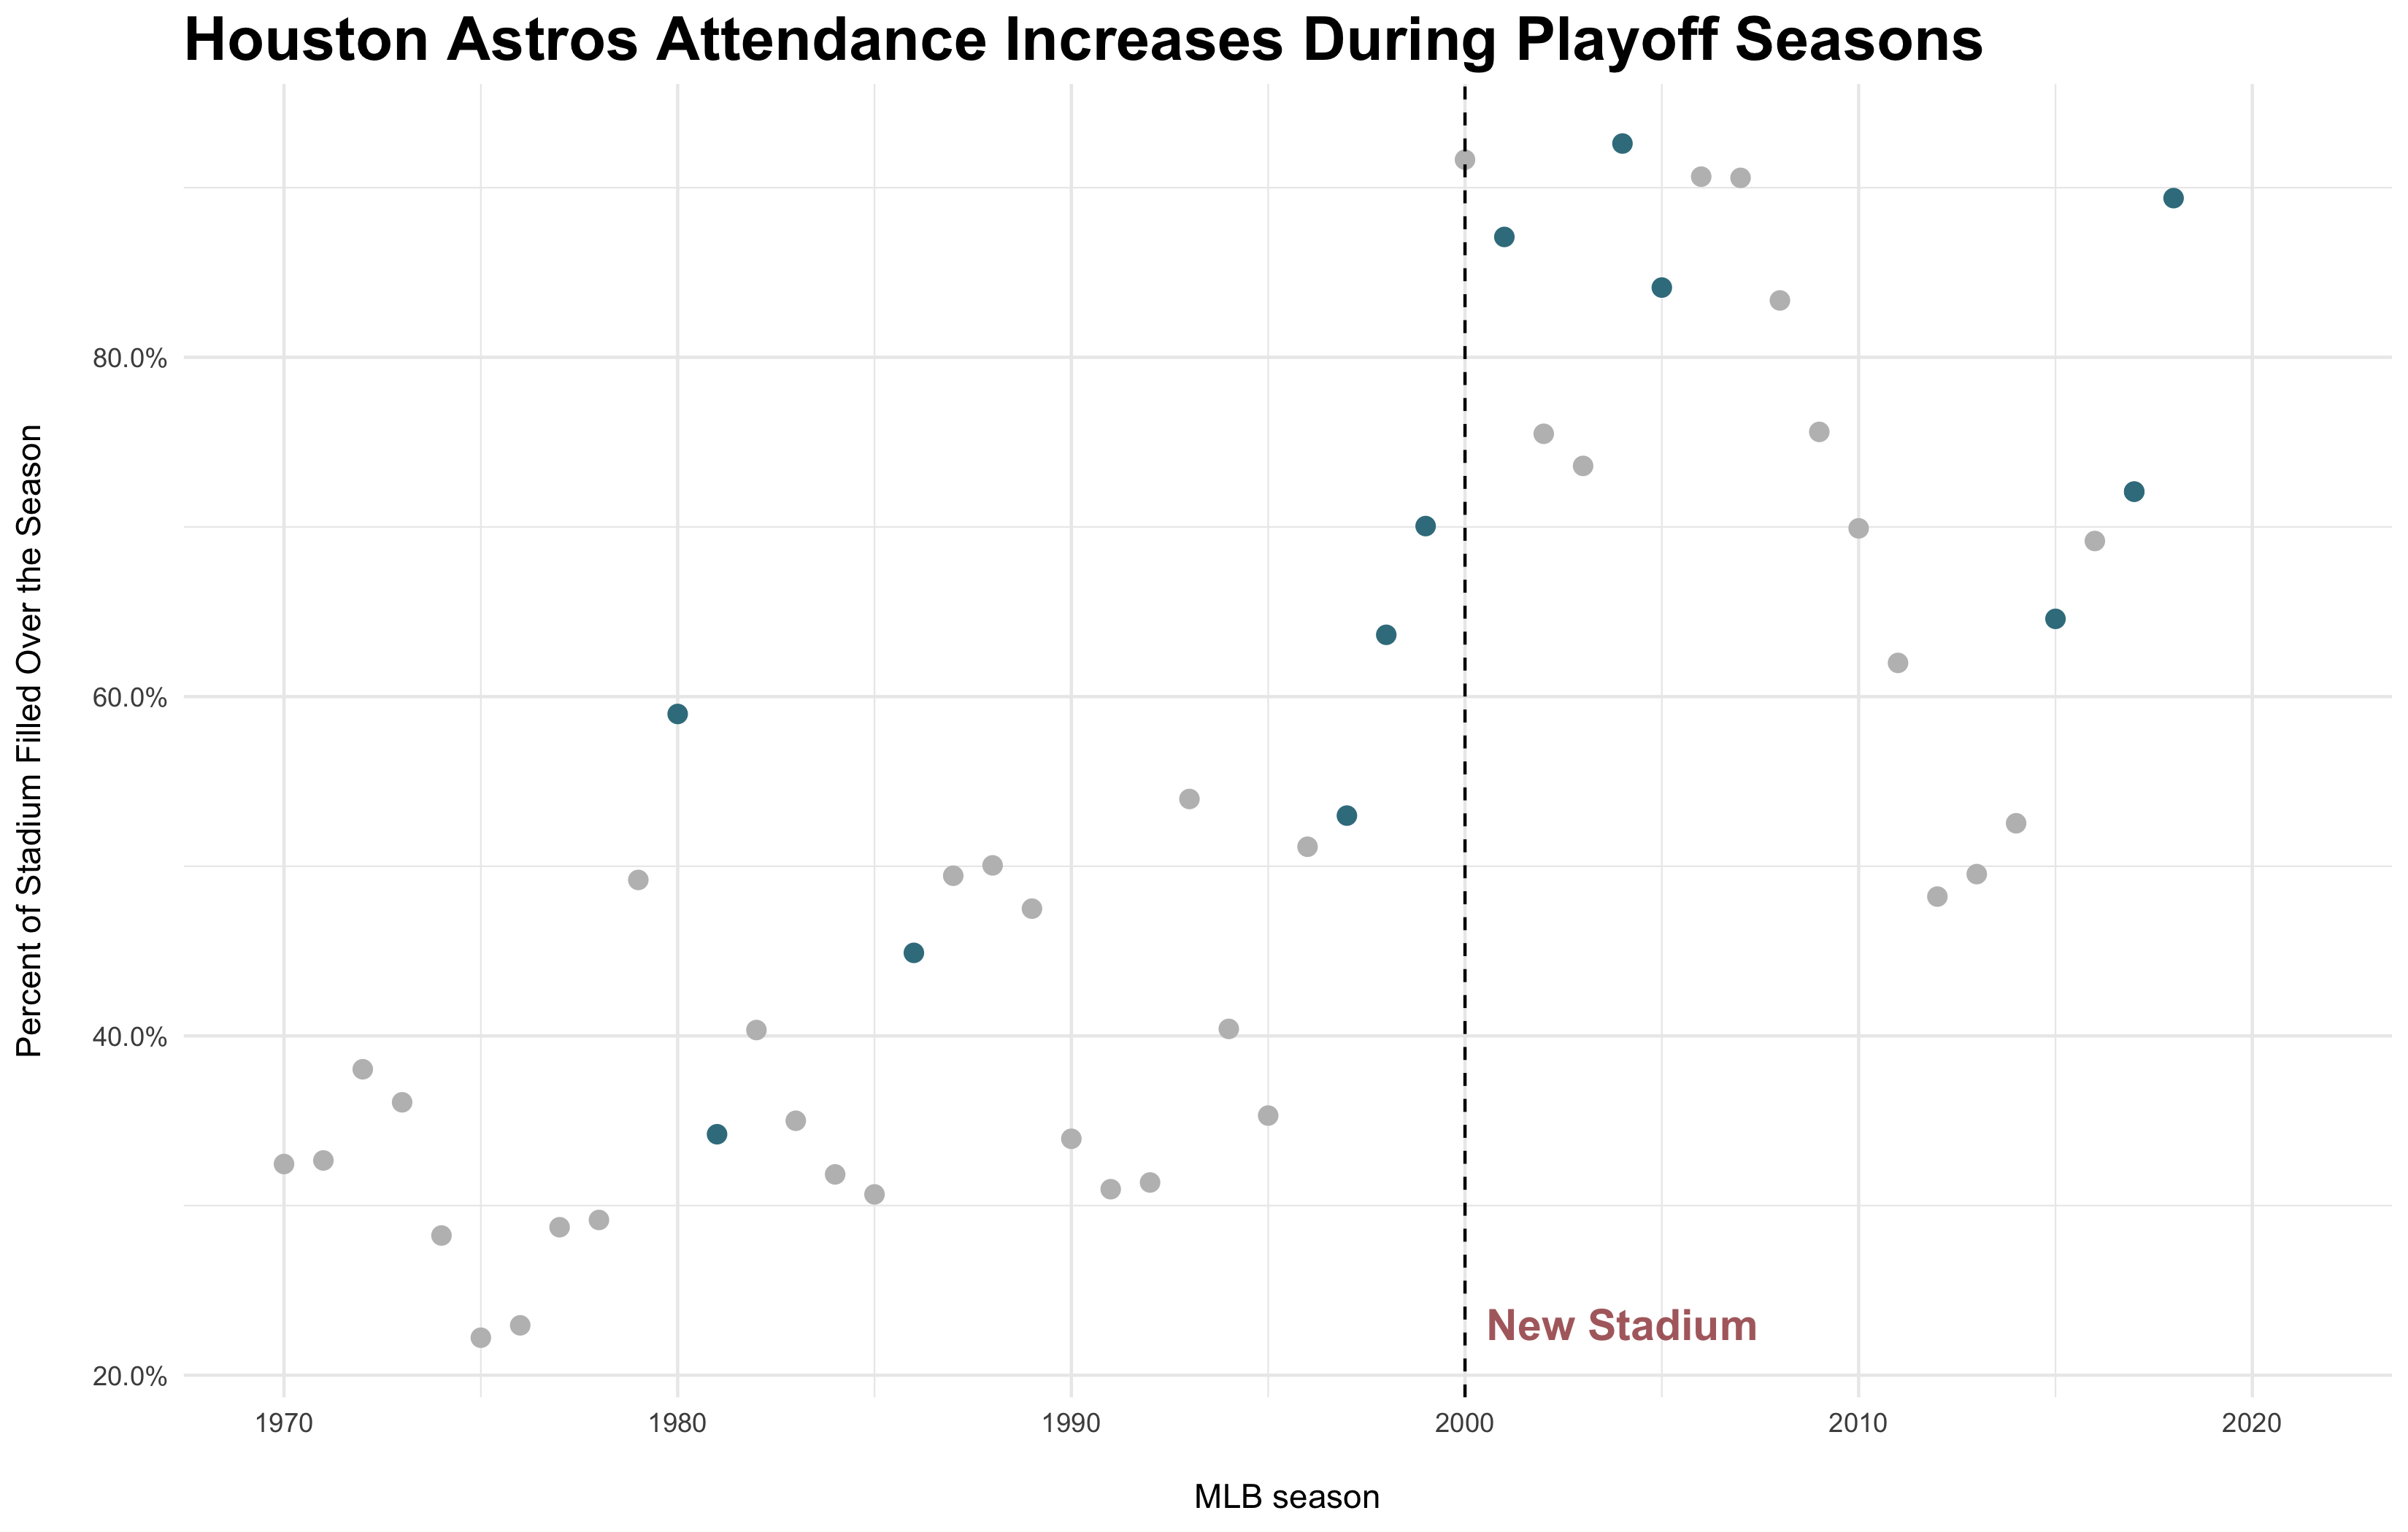 Houston Astros Attendance Increases During Playoff Seasons
Percent of Stadium Filled Over the Season
80.0%
60.0%
40.0%
20.0%
New Stadium
1970 1980 1990 2000 2010 2020
MLB season